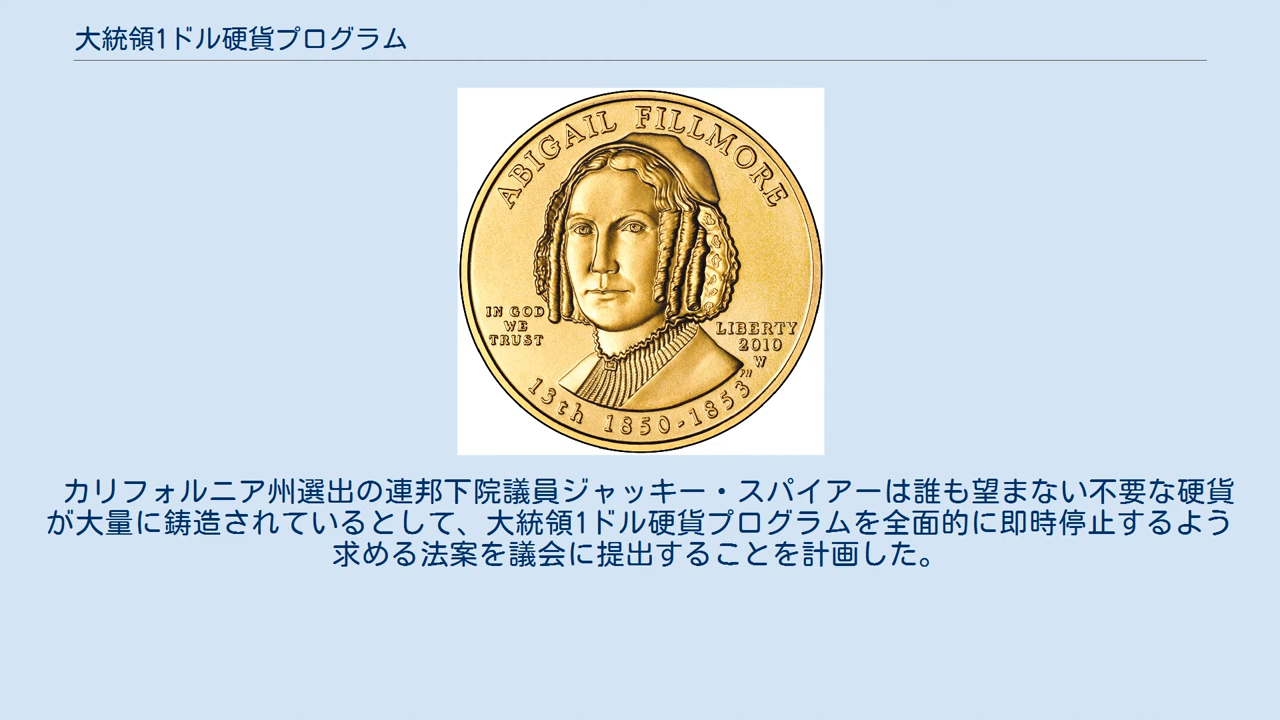 大統領1ドル硬貨プログラム
ABIGAIL FILLMORE
IN GOD
WE
TRUST
LIBERTY
2010
W
PH
13th 1850-1853
カリフォルニア州選出の連邦下院議員ジャッキー・スパイアーは誰も望まない不要な硬貨
が大量に鋳造されているとして、大統領1ドル硬貨プログラムを全面的に即時停止するよう
求める法案を議会に提出することを計画した。